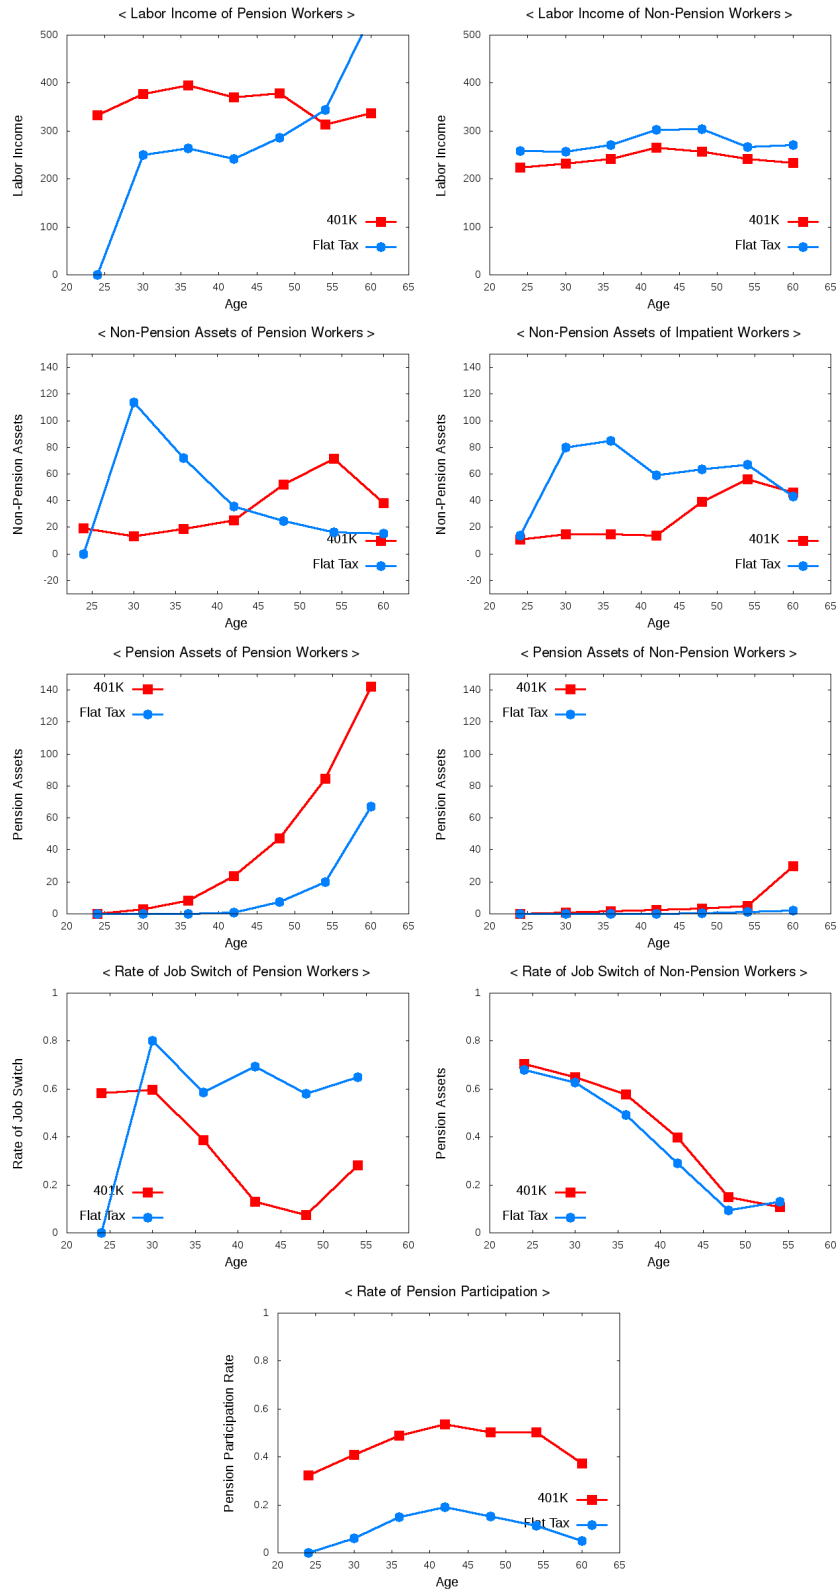 < Labor Income of Pension Workers >
500
400
300
200
100
0
Labor Income
401K
Flat Tax
20 25 30 35 40 45 50 55 60 65
Age
< Labor Income of Non-Pension Workers >
500
400
300
200
100
0
Labor Income
401K
Flat Tax
20 25 30 35 40 45 50 55 60 65
Age
< Non-Pension Assets of Pension Workers >
140
120
100
80
60
40
20
0
-20
Non-Pension Assets
401K
Flat Tax
25 30 35 40 45 50 55 60
Age
< Non-Pension Assets of Impatient Workers >
140
120
100
80
60
40
20
0
-20
Non-Pension Assets
401K
Flat Tax
20 25 30 35 40 45 50 55 60 65
Age
< Pension Assets of Pension Workers >
140
120
100
80
60
40
20
0
Pension Assets
401K
Flat Tax
20 25 30 35 40 45 50 55 60 65
Age
< Pension Assets of Non-Pension Workers >
140
120
100
80
60
40
20
0
Pension Assets
401K
Flat Tax
20 25 30 35 40 45 50 55 60 65
Age
< Rate of Job Switch of Pension Workers >
1
0.8
0.6
0.4
0.2
0
Rate of Job Switch
401K
Flat Tax
20 25 30 35 40 45 50 55 60
Age
< Rate of Job Switch of Non-Pension Workers >
1
0.8
0.6
0.4
0.2
0
Pension Assets
401K
Flat Tax
20 25 30 35 40 45 50 55 60
Age
< Rate of Pension Participation >
1
0.8
0.6
0.4
0.2
0
Pension Participation Rate
401K
Flat Tax
20 25 30 35 40 45 50 55 60 65
Age